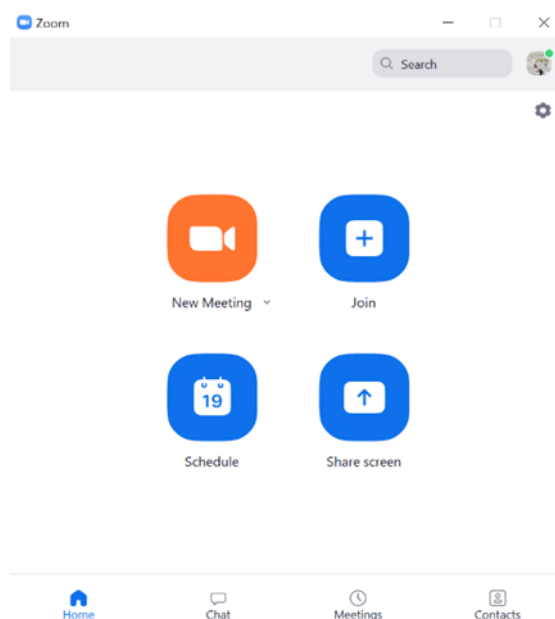 Zoom
Search
New Meeting
Join
19
Schedule
Share screen
Home
Chat
Meetings
Contacts